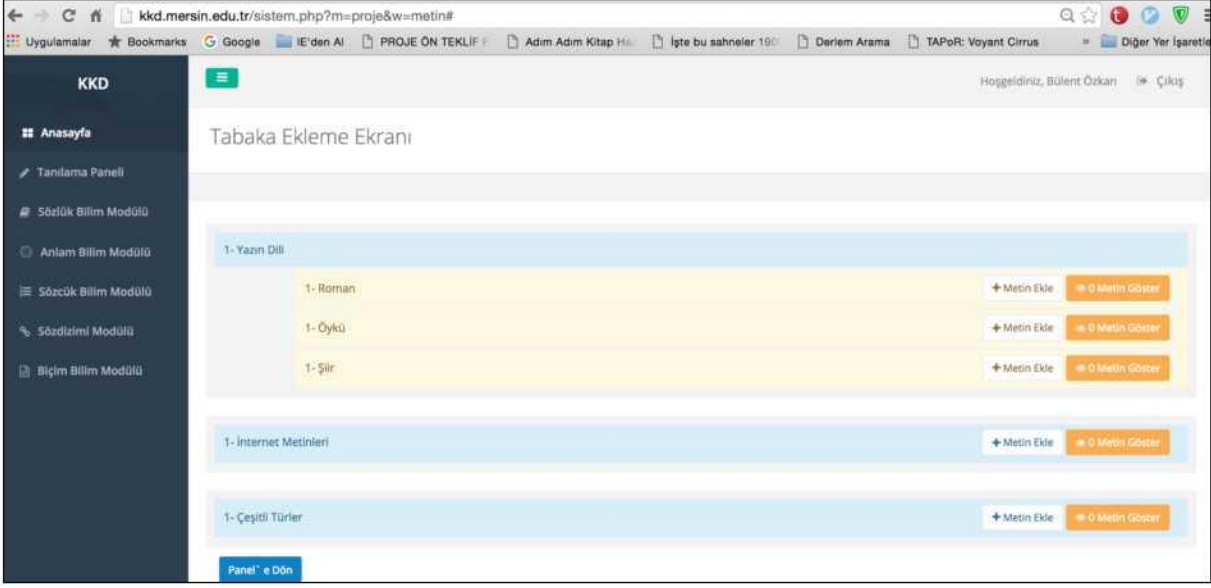 kkd.mersin.edu.tr/sistem.php?m=proje&w=metin#
Uygulamalar Bookmarks Google IE'den Al PROJE ÖN TEKLİF F Adım Adım Kitap Ha İşte bu sahneler 190 Derlem Arama TAPoR: Voyant Cirrus » Diğer Yer İşaretle
KKD Hoşgeldiniz, Bülent Özkan Çıkış
Anasayfa
Tabaka Ekleme Ekranı
Tanılama Paneli
Sözlük Bilim Modülü
Anlam Bilim Modülü
Sözcük Bilim Modülü
Sözdizimi Modülü
Biçim Bilim Modülü
1- Yazın Dili
1- Roman Metin Ekle 0 Metin Göster
1- Öykü Metin Ekle 0 Metin Göster
1- Şiir Metin Ekle 0 Metin Göster
1- İnternet Metinleri Metin Ekle 0 Metin Göster
1- Çeşitli Türler Metin Ekle 0 Metin Göster
Panel` e Dön